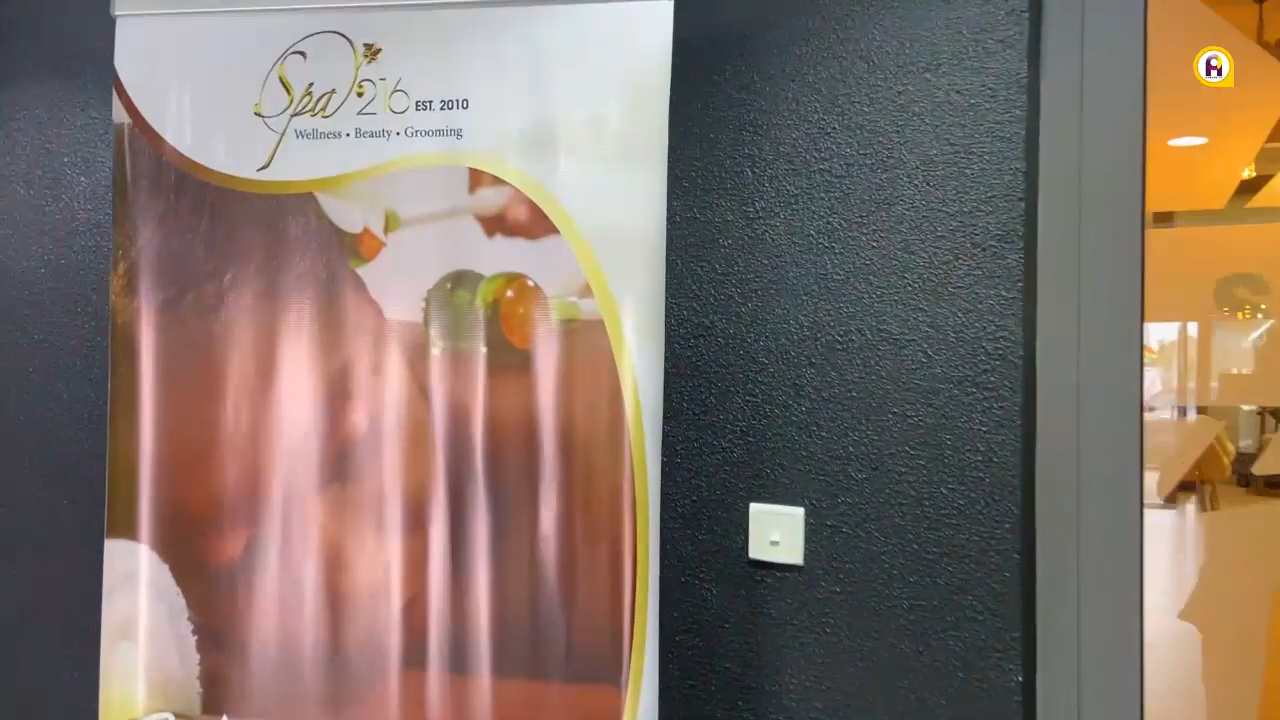 Spa 216 EST. 2010
Wellness • Beauty • Grooming